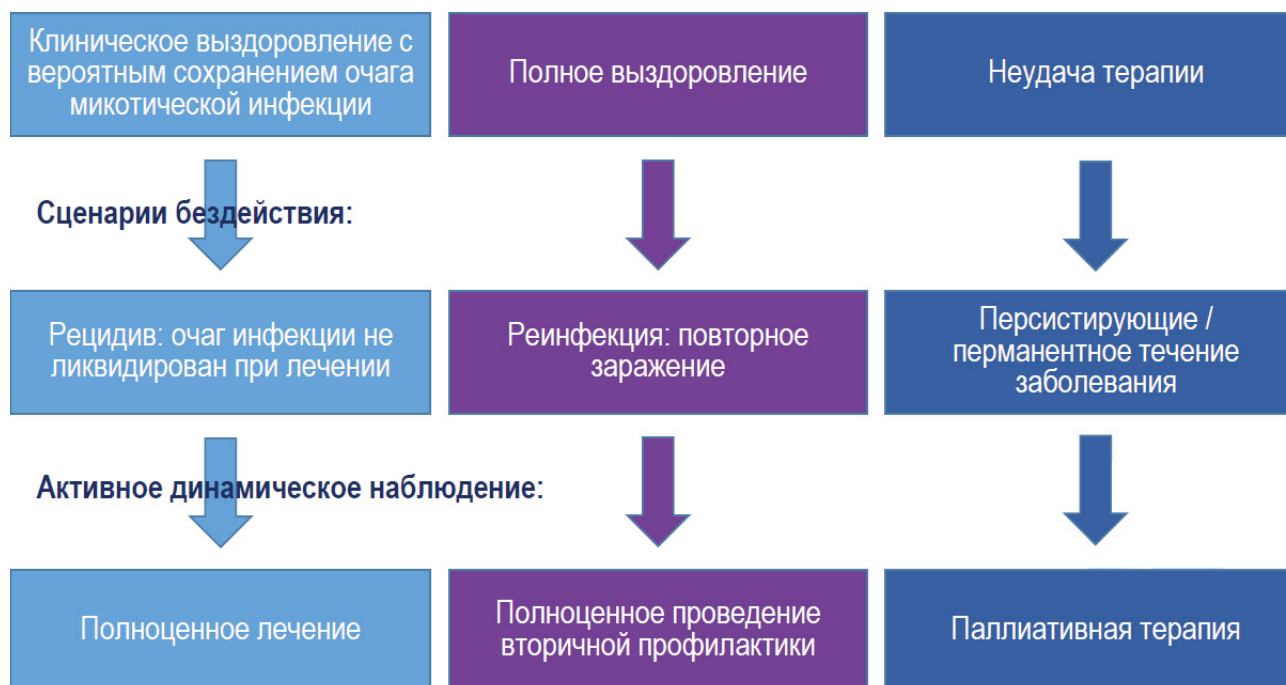 Клиническое выздоровление с
вероятным сохранением очага
микотической инфекции
Полное выздоровление
Неудача терапии
Сценарии бездействия:
Рецидив: очаг инфекции не
ликвидирован при лечении
Реинфекция: повторное
заражение
Персистирующие /
перманентное течение
заболевания
Активное динамическое наблюдение:
Полноценное лечение
Полноценное проведение
вторичной профилактики
Паллиативная терапия